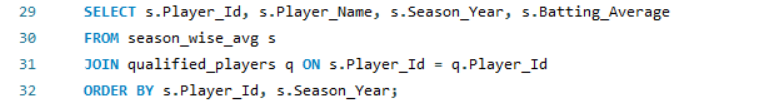 29 SELECT s.Player_Id, s.Player_Name, s.Season_Year, s.Batting_Average
30 FROM season_wise_avg s
31 JOIN qualified_players q ON s.Player_Id = q.Player_Id
32 ORDER BY s.Player_Id, s.Season_Year;